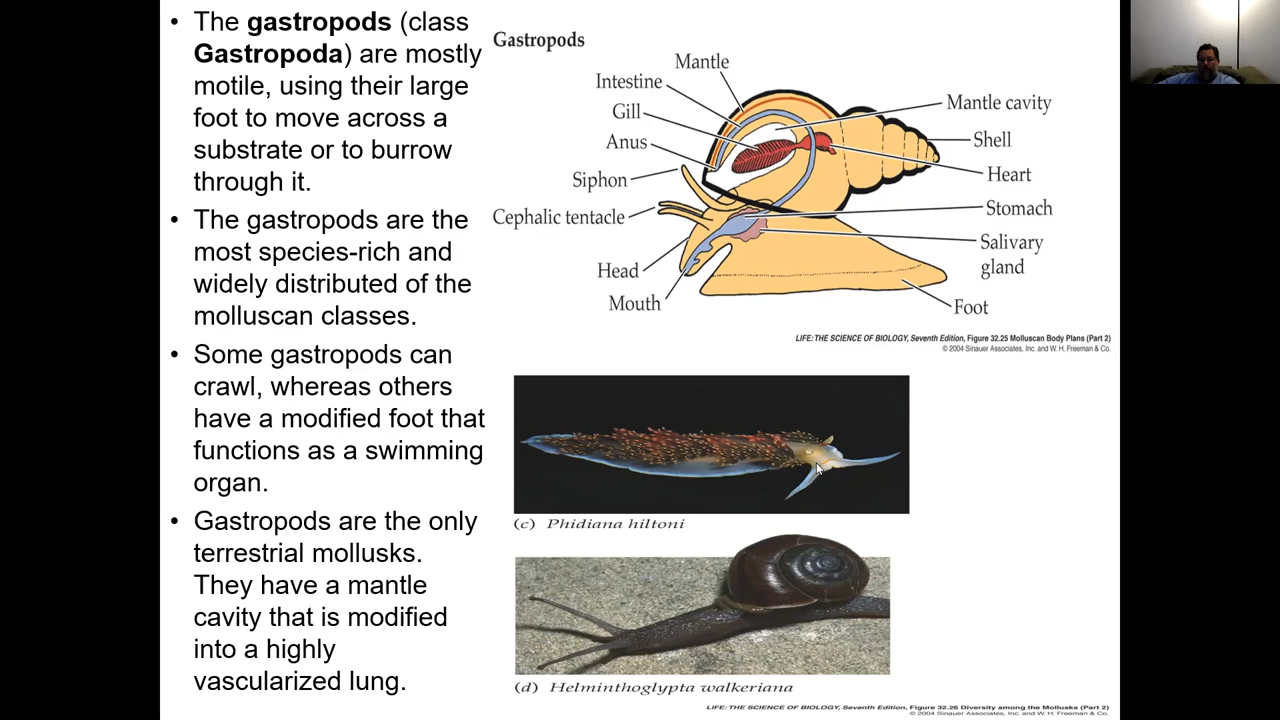 • The gastropods (class
Gastropoda) are mostly
motile, using their large
foot to move across a
substrate or to burrow
through it.
• The gastropods are the
most species-rich and
widely distributed of the
molluscan classes.
• Some gastropods can
crawl, whereas others
have a modified foot that
functions as a swimming
organ.
• Gastropods are the only
terrestrial mollusks.
They have a mantle
cavity that is modified
into a highly
vascularized lung.
Gastropods
Mantle
Intestine
Gill
Anus
Siphon
Cephalic tentacle
Head
Mouth
Mantle cavity
Shell
Heart
Stomach
Salivary
gland
Foot
LIFE: THE SCIENCE OF BIOLOGY, Seventh Edition, Figure 32.25 Molluscan Body Plans (Part 2)
© 2004 Sinauer Associates, Inc. and W. H. Freeman & Co.
(c) Phidiana hiltoni
(d) Helminthoglypta walkeriana
LIFE: THE SCIENCE OF BIOLOGY, Seventh Edition, Figure 32.26 Diversity among the Mollusks (Part 2)
© 2004 Sinauer Associates, Inc. and W. H. Freeman & Co.